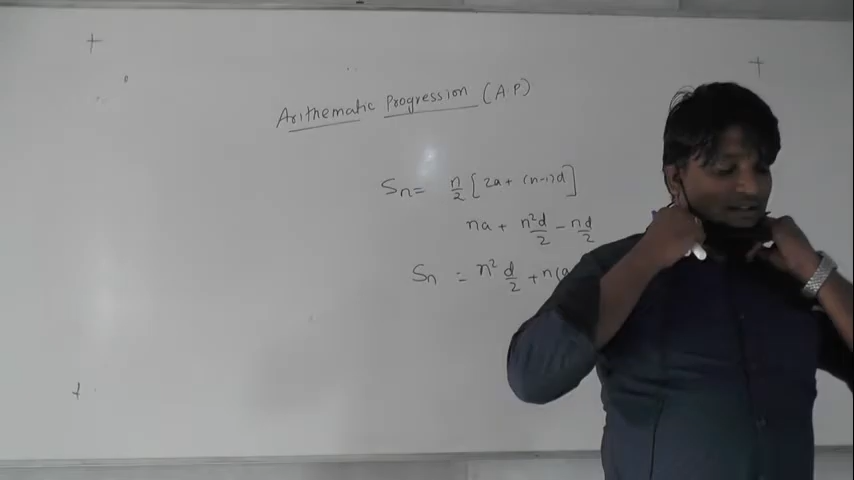 Arithematic Progression (A.P)
Sn = n/2 [2a + (n-1)d]
na + n²d/2 - nd/2
Sn = n² d/2 + n(a